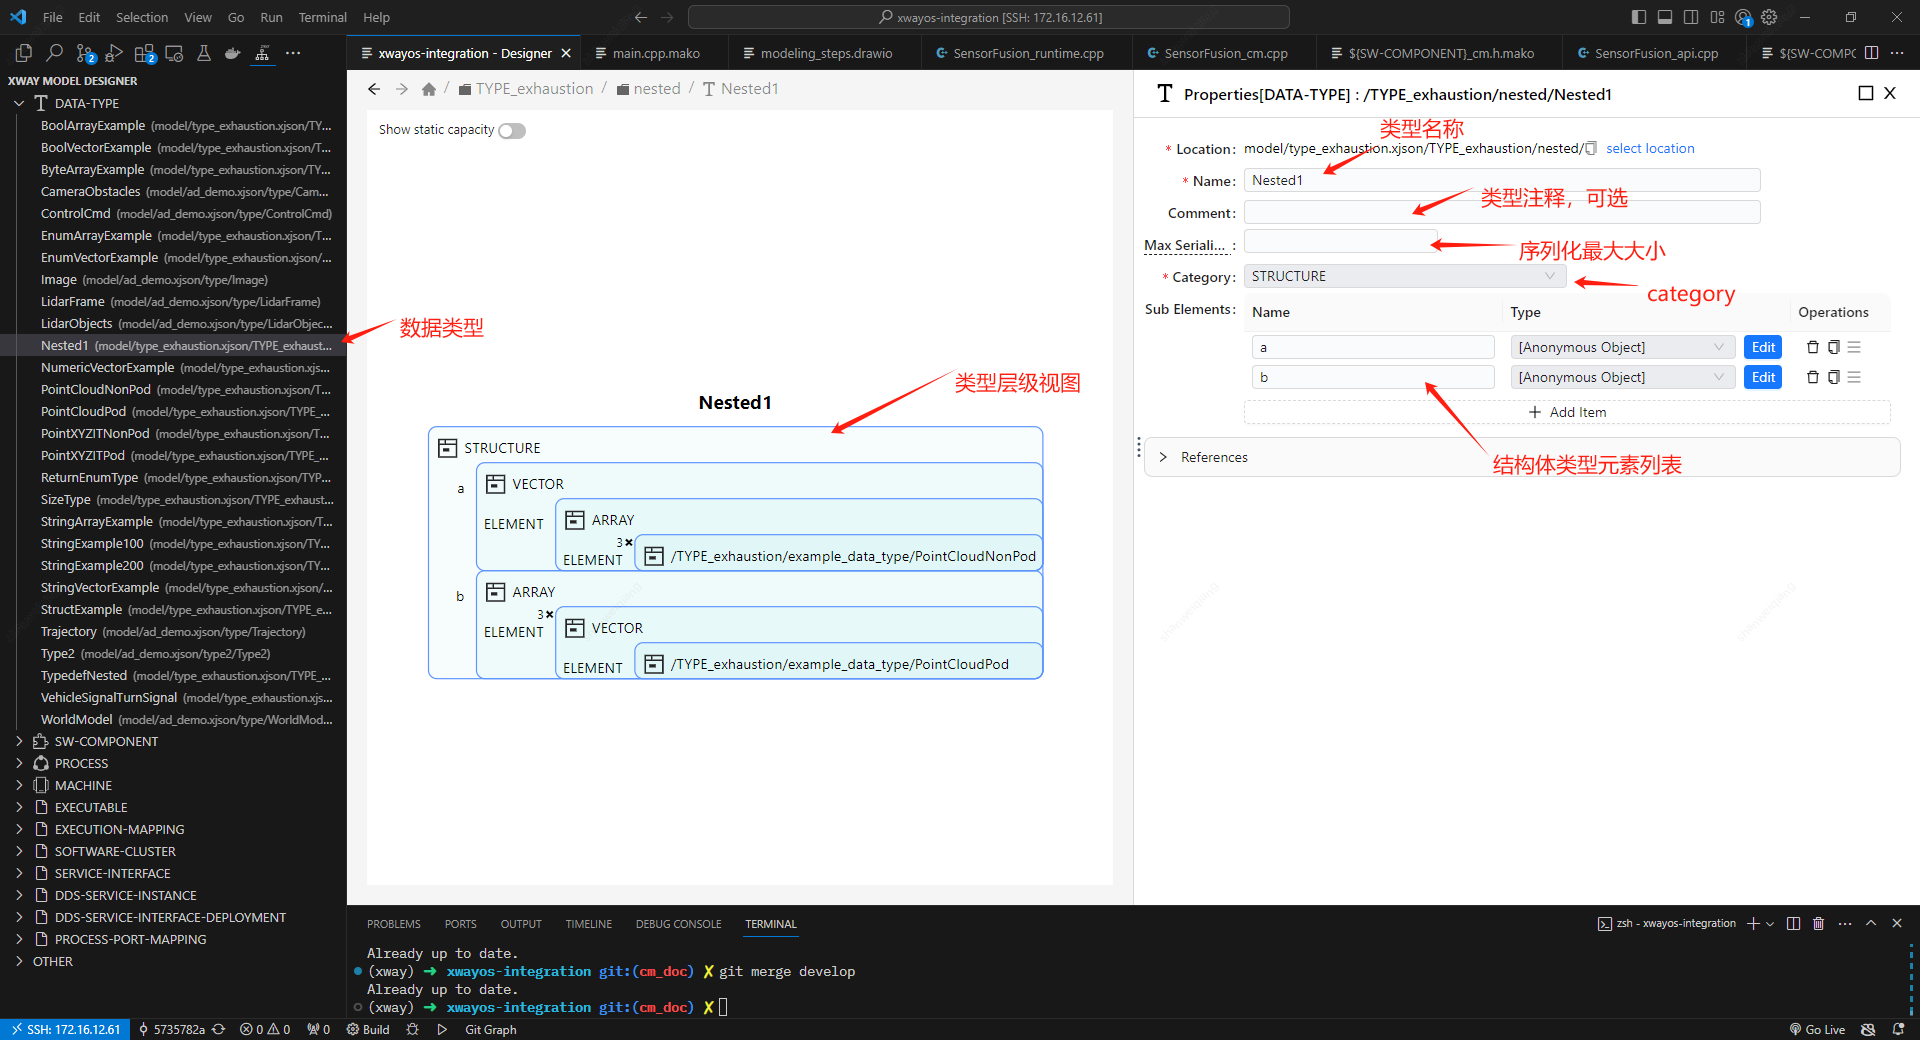 File Edit Selection View Go Run Terminal Help
xwayos-integration [SSH: 172.16.12.61]
1
2
2
xwayos-integration - Designer
main.cpp.mako
modeling_steps.drawio
SensorFusion_runtime.cpp
SensorFusion_cm.cpp
${SW-COMPONENT}_cm.h.mako
SensorFusion_api.cpp
${SW-COMPC
XWAY MODEL DESIGNER
DATA-TYPE
BoolArrayExample (model/type_exhaustion.xjson/TY...
BoolVectorExample (model/type_exhaustion.xjson/...
ByteArrayExample (model/type_exhaustion.xjson/T...
CameraObstacles (model/ad_demo.xjson/type/Cam...
ControlCmd (model/ad_demo.xjson/type/ControlCmd)
EnumArrayExample (model/type_exhaustion.xjson/T...
EnumVectorExample (model/type_exhaustion.xjson/...
Image (model/ad_demo.xjson/type/Image)
LidarFrame (model/ad_demo.xjson/type/LidarFrame)
LidarObjects (model/ad_demo.xjson/type/LidarObjec...
Nested1 (model/type_exhaustion.xjson/TYPE_exhaust...
NumericVectorExample (model/type_exhaustion.xjs...
PointCloudNonPod (model/type_exhaustion.xjson/T...
PointCloudPod (model/type_exhaustion.xjson/TYPE_...
PointXYZITNonPod (model/type_exhaustion.xjson/T...
PointXYZITPod (model/type_exhaustion.xjson/TYPE_...
ReturnEnumType (model/type_exhaustion.xjson/TYP...
SizeType (model/type_exhaustion.xjson/TYPE_exhaust...
StringArrayExample (model/type_exhaustion.xjson/T...
StringExample100 (model/type_exhaustion.xjson/TY...
StringExample200 (model/type_exhaustion.xjson/TY...
StringVectorExample (model/type_exhaustion.xjson/...
StructExample (model/type_exhaustion.xjson/TYPE_e...
Trajectory (model/ad_demo.xjson/type/Trajectory)
Type2 (model/ad_demo.xjson/type2/Type2)
TypedefNested (model/type_exhaustion.xjson/TYPE_...
VehicleSignalTurnSignal (model/type_exhaustion.xjs...
WorldModel (model/ad_demo.xjson/type/WorldMod...
SW-COMPONENT
PROCESS
MACHINE
EXECUTABLE
EXECUTION-MAPPING
SOFTWARE-CLUSTER
SERVICE-INTERFACE
DDS-SERVICE-INSTANCE
DDS-SERVICE-INTERFACE-DEPLOYMENT
PROCESS-PORT-MAPPING
OTHER
/ TYPE_exhaustion / nested / Nested1
Show static capacity
数据类型
类型层级视图
Nested1
STRUCTURE
a
VECTOR
ELEMENT
ARRAY
3×
ELEMENT
/TYPE_exhaustion/example_data_type/PointCloudNonPod
b
ARRAY
3×
ELEMENT
VECTOR
ELEMENT
/TYPE_exhaustion/example_data_type/PointCloudPod
Properties[DATA-TYPE] : /TYPE_exhaustion/nested/Nested1
类型名称
* Location: model/type_exhaustion.xjson/TYPE_exhaustion/nested/ select location
* Name: Nested1
类型注释，可选
Comment:
Max Seriali... :
序列化最大大小
* Category: STRUCTURE
category
Sub Elements: Name Type Operations
a [Anonymous Object] Edit
b [Anonymous Object] Edit
+ Add Item
References
结构体类型元素列表
PROBLEMS PORTS OUTPUT TIMELINE DEBUG CONSOLE TERMINAL
zsh - xwayos-integration
Already up to date.
(xway) ➜ xwayos-integration git:(cm_doc) ✗ git merge develop
Already up to date.
(xway) ➜ xwayos-integration git:(cm_doc) ✗
SSH: 172.16.12.61 5735782a 0 0 0 Build Git Graph Go Live